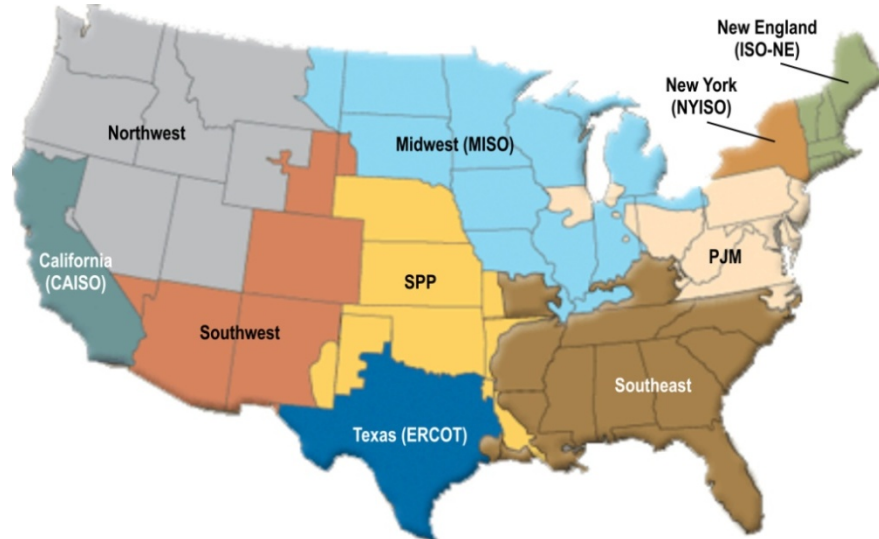 New England
(ISO-NE)
New York
(NYISO)
Northwest
Midwest (MISO)
California
(CAISO)
SPP
PJM
Southwest
Southeast
Texas (ERCOT)